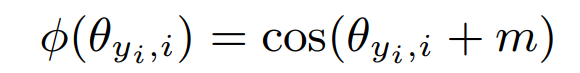 ϕ(θ_{y_i,i}) = cos(θ_{y_i,i} + m)